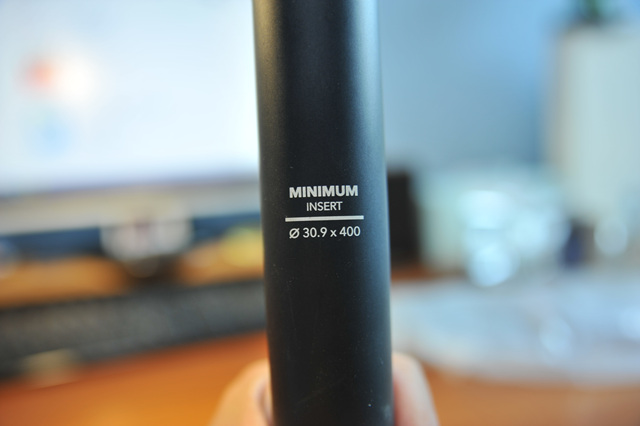 MINIMUM
INSERT
Ø 30.9 x 400